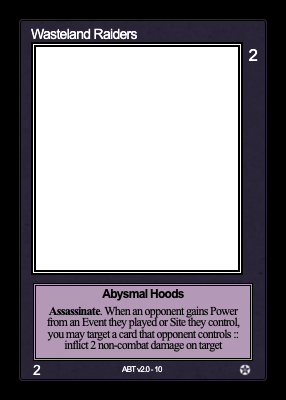 Wasteland Raiders
2
Abysmal Hoods
Assassinate. When an opponent gains Power
from an Event they played or Site they control,
you may target a card that opponent controls ::
inflict 2 non-combat damage on target
2
ABT v2.0 - 10